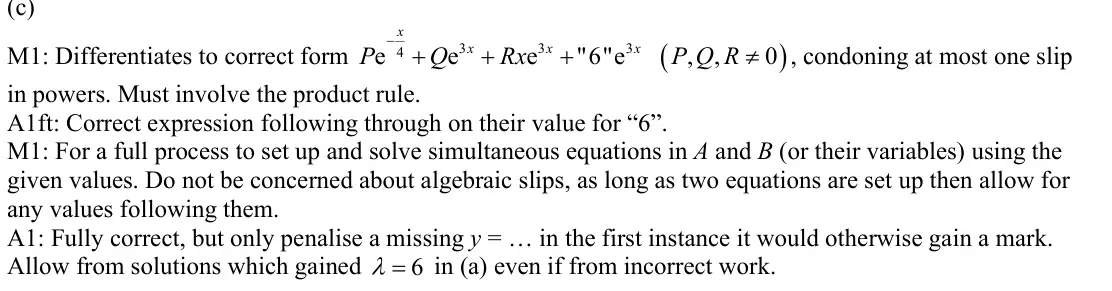 (c)
M1: Differentiates to correct form Pe^{-\frac{x}{4}} + Qe^{3x} + Rxe^{3x} + "6"e^{3x} (P,Q,R ≠ 0), condoning at most one slip
in powers. Must involve the product rule.
A1ft: Correct expression following through on their value for “6”.
M1: For a full process to set up and solve simultaneous equations in A and B (or their variables) using the
given values. Do not be concerned about algebraic slips, as long as two equations are set up then allow for
any values following them.
A1: Fully correct, but only penalise a missing y = … in the first instance it would otherwise gain a mark.
Allow from solutions which gained λ = 6 in (a) even if from incorrect work.